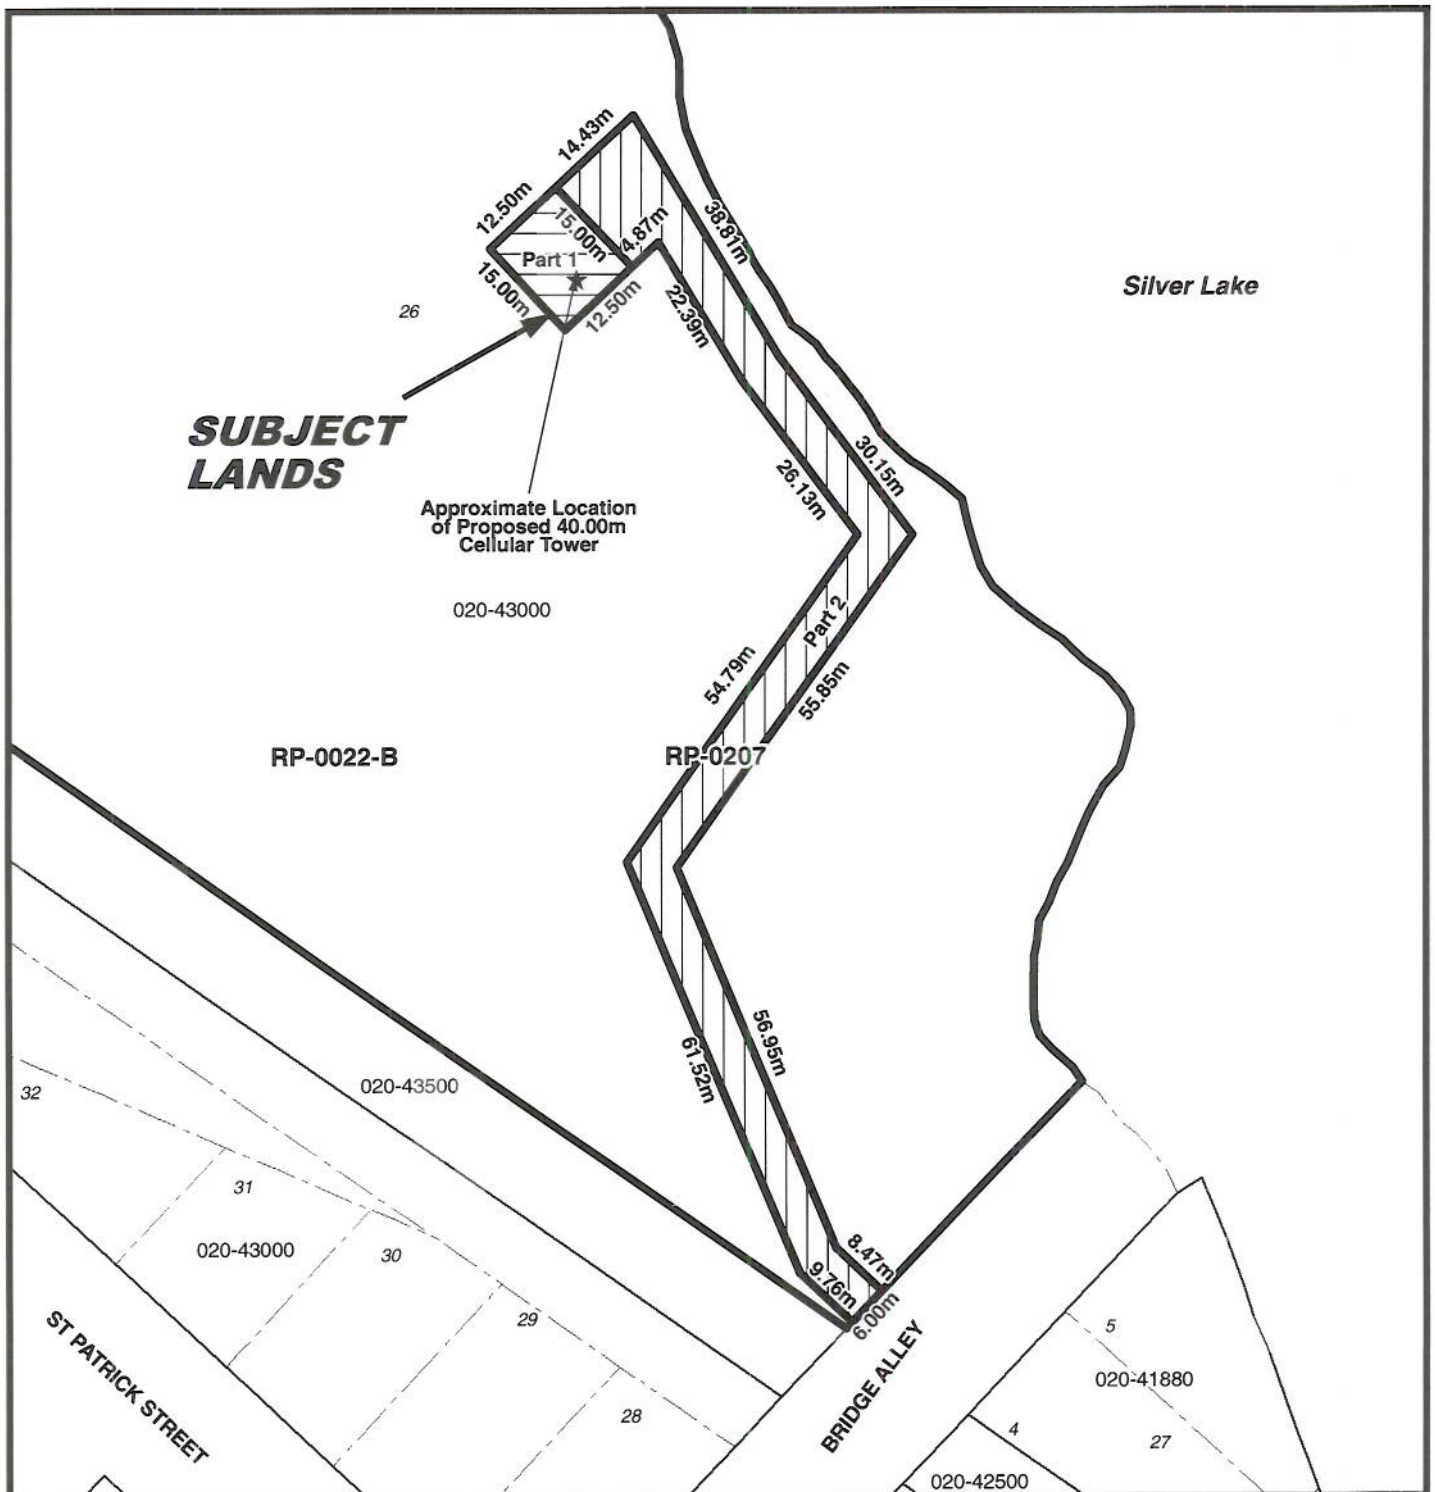 14.43m
12.50m
15.00m
4.87m
38.81m
Part 1
15.00m
12.50m
22.39m
Silver Lake
26
SUBJECT
LANDS
30.15m
26.13m
Approximate Location
of Proposed 40.00m
Cellular Tower
020-43000
Part 2
54.79m
55.85m
RP-0022-B
RP-0207
56.95m
61.52m
020-43500
32
31
020-43000
30
8.47m
9.76m
6.00m
29
5
ST PATRICK STREET
BRIDGE ALLEY
020-41880
28
4
27
020-42500